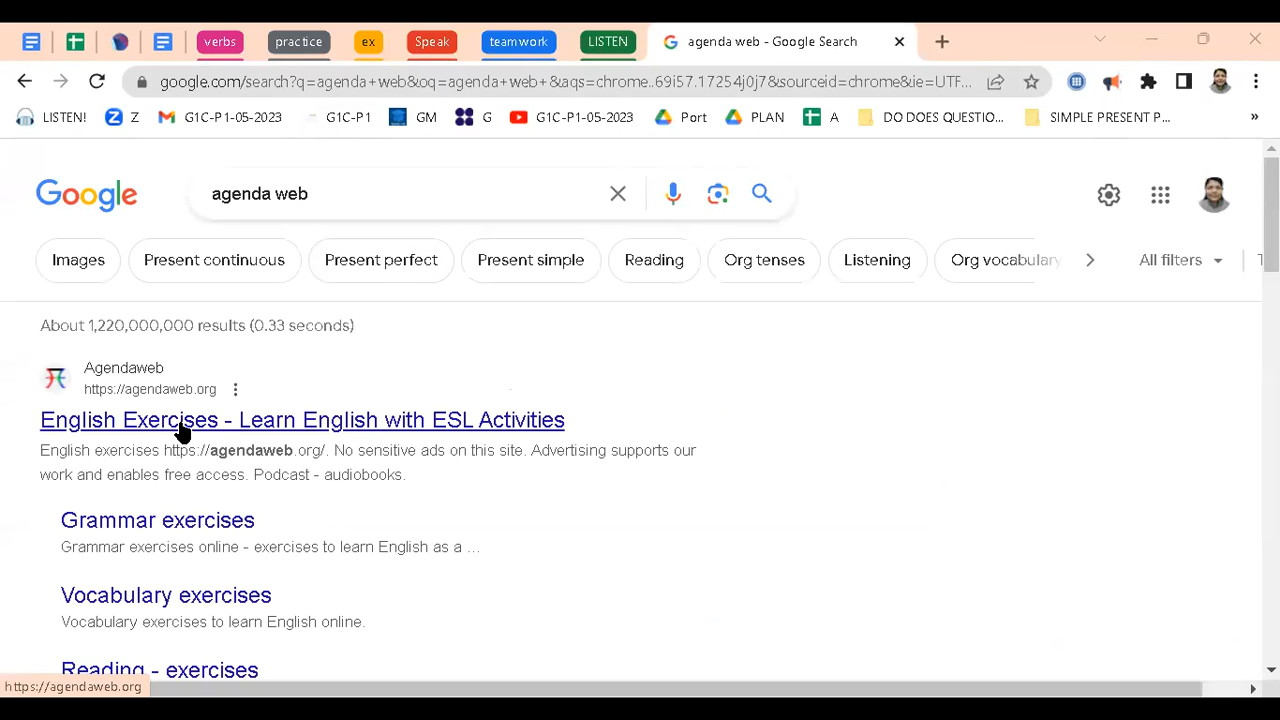 verbs practice ex Speak teamwork LISTEN agenda web - Google Search
google.com/search?q=agenda+web&oq=agenda+web+&aqs=chrome..69i57.17254j0j7&sourceid=chrome&ie=UTF...
LISTEN! Z G1C-P1-05-2023 G1C-P1 GM G G1C-P1-05-2023 Port PLAN A DO DOES QUESTIO... SIMPLE PRESENT P... »
Google agenda web
Images Present continuous Present perfect Present simple Reading Org tenses Listening Org vocabulary All filters
About 1,220,000,000 results (0.33 seconds)
Agendaweb
https://agendaweb.org
English Exercises - Learn English with ESL Activities
English exercises https://agendaweb.org/. No sensitive ads on this site. Advertising supports our
work and enables free access. Podcast - audiobooks.
Grammar exercises
Grammar exercises online - exercises to learn English as a ...
Vocabulary exercises
Vocabulary exercises to learn English online.
Reading - exercises
https://agendaweb.org